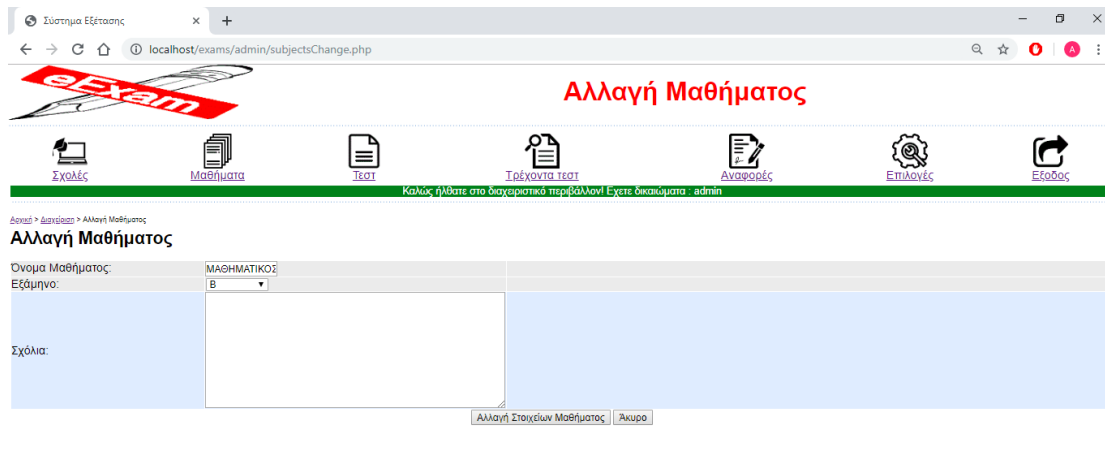 Σύστημα Εξέτασης
localhost/exams/admin/subjectsChange.php
A
eExam
Αλλαγή Μαθήματος
Σχολές Μαθήματα Τεστ Τρέχοντα τεστ Αναφορές Επιλογές Εξοδος
Καλώς ήλθατε στο διαχειριστικό περιβάλλον! Εχετε δικαιώματα : admin
Αρχική > Διαχείριση > Αλλαγή Μαθήματος
Αλλαγή Μαθήματος
Όνομα Μαθήματος: ΜΑΘΗΜΑΤΙΚΟΣ
Εξάμηνο: Β
Σχόλια:
Αλλαγή Στοιχείων Μαθήματος Άκυρο